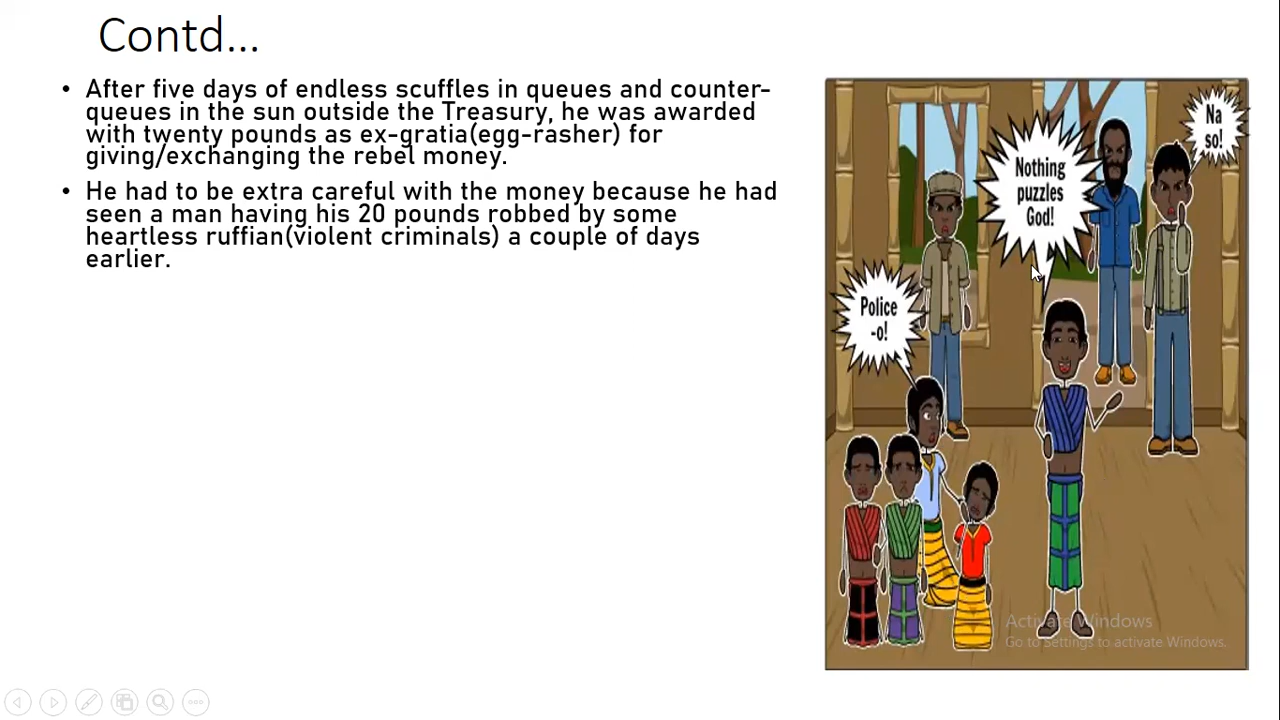 Contd...
• After five days of endless scuffles in queues and counter-
queues in the sun outside the Treasury, he was awarded
with twenty pounds as ex-gratia(egg-rasher) for
giving/exchanging the rebel money.
• He had to be extra careful with the money because he had
seen a man having his 20 pounds robbed by some
heartless ruffian(violent criminals) a couple of days
earlier.
Na
so!
Nothing
puzzles
God!
Police
-o!
Activate Windows
Go to Settings to activate Windows.